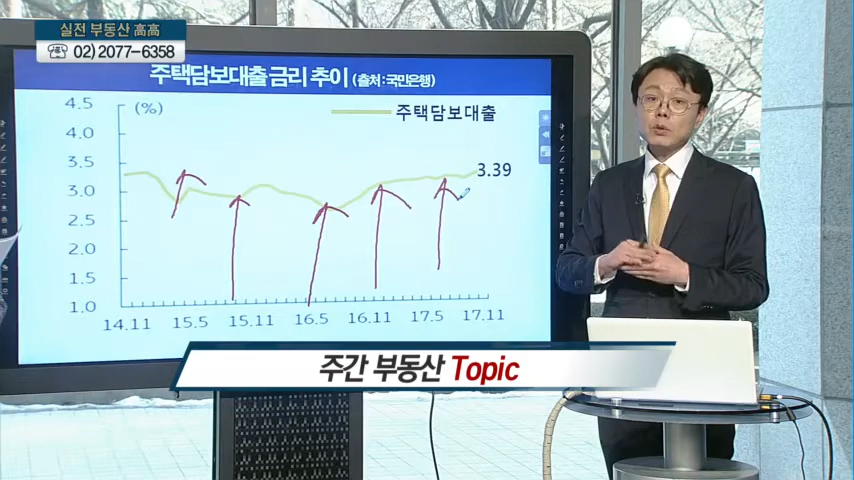 실전 부동산 高高
02) 2077-6358
주택담보대출 금리 추이 (출처:국민은행)
(%)
주택담보대출
4.5
4.0
3.5
3.39
3.0
2.5
2.0
1.5
1.0
14.11 15.5 15.11 16.5 16.11 17.5 17.11
주간 부동산 Topic